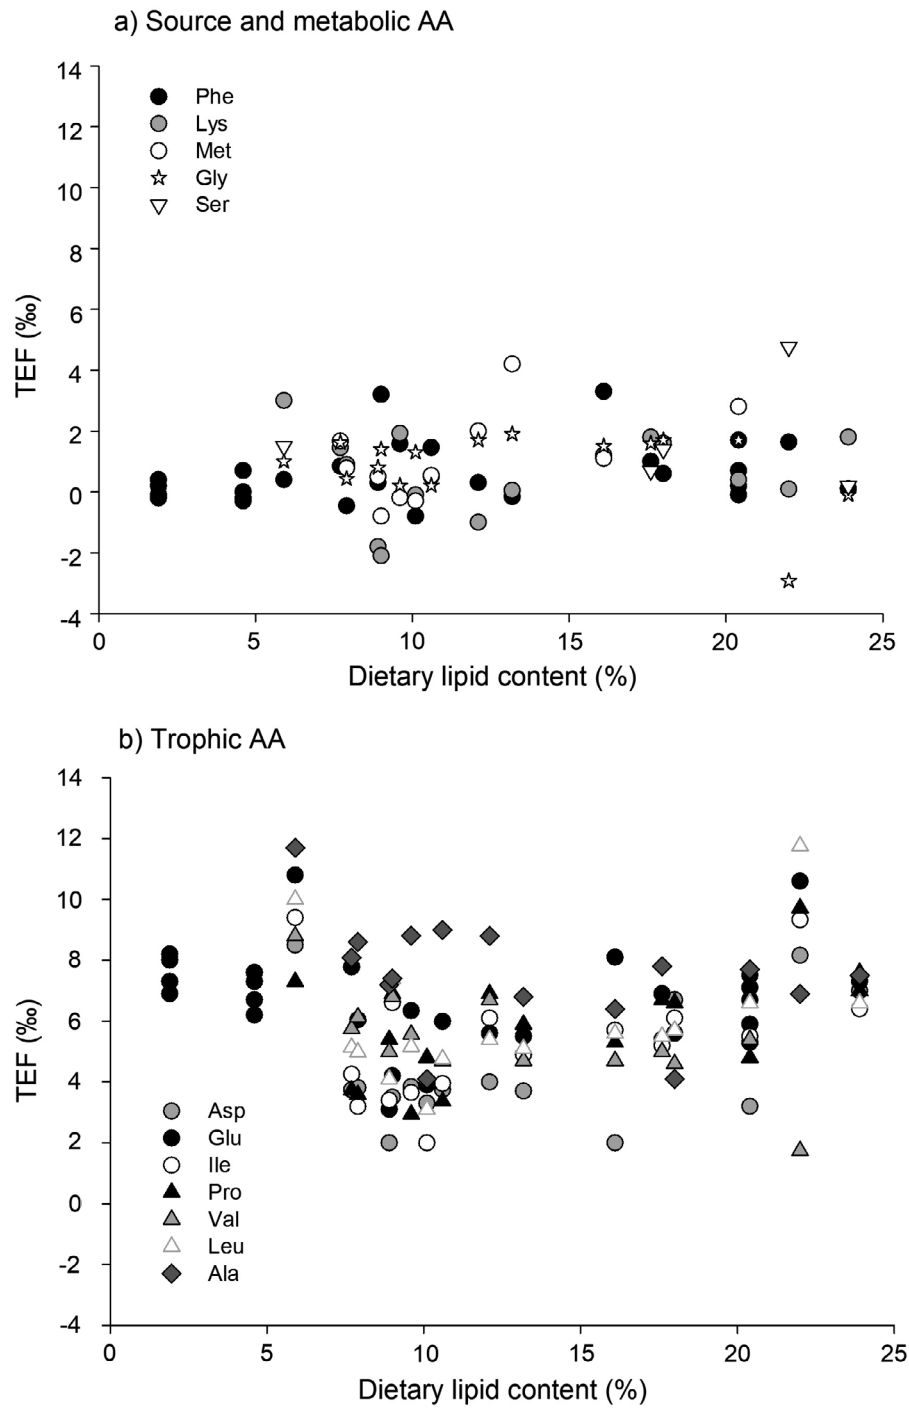 a) Source and metabolic AA
14
12
10
8
6
4
2
0
-2
-4
TEF (‰)
Phe
Lys
Met
Gly
Ser
0 5 10 15 20 25
Dietary lipid content (%)
b) Trophic AA
14
12
10
8
6
4
2
0
-2
-4
TEF (‰)
Asp
Glu
Ile
Pro
Val
Leu
Ala
0 5 10 15 20 25
Dietary lipid content (%)